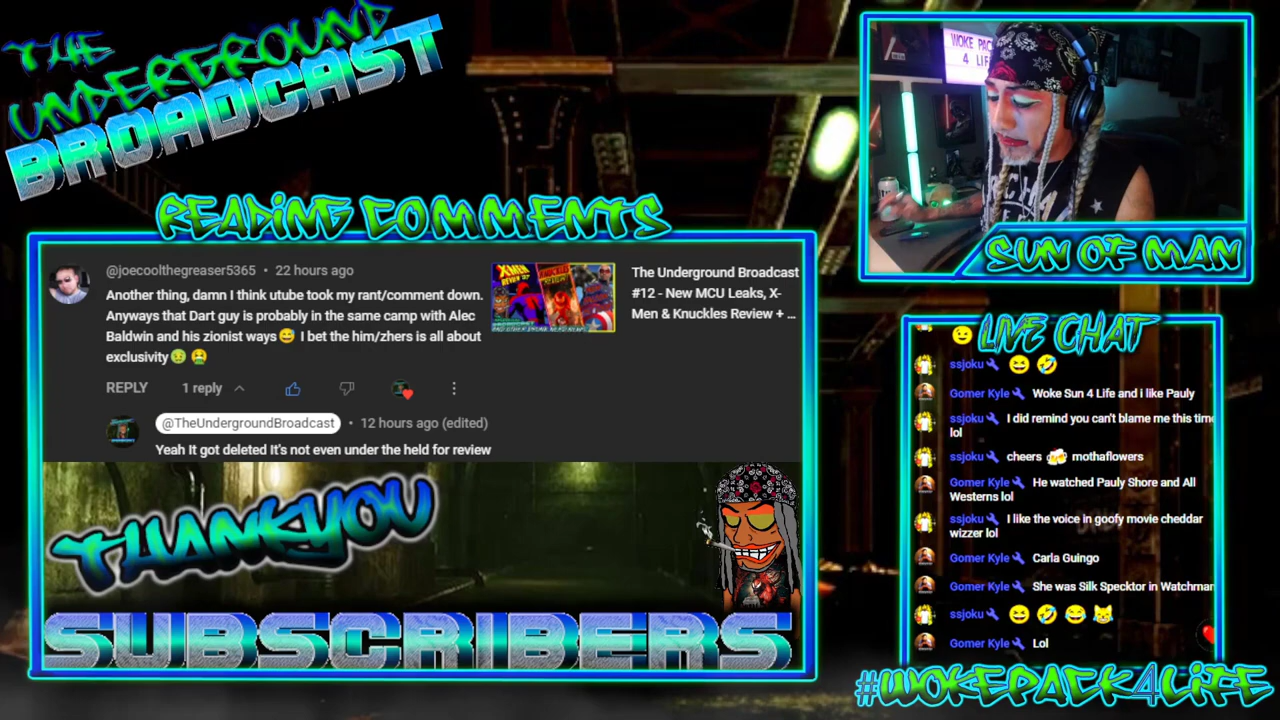 THE
UNDERGROUND
BROADCAST
READING COMMENTS
@joecoolthegreaser5365 • 22 hours ago
Another thing, damn I think utube took my rant/comment down.
Anyways that Dart guy is probably in the same camp with Alec
Baldwin and his zionist ways😅 I bet the him/zhers is all about
exclusivity🤢 🤮
REPLY 1 reply
@TheUndergroundBroadcast • 12 hours ago (edited)
Yeah It got deleted It's not even under the held for review
The Underground Broadcast
#12 - New MCU Leaks, X-
Men & Knuckles Review + ...
THANKYOU
SUBSCRIBERS
WOKE PAC
4 LIF
SUN OF MAN
LIVE CHAT
😉
ssjoku 😆 🤣
Gomer Kyle Woke Sun 4 Life and i like Pauly
ssjoku I did remind you can't blame me this time
lol
ssjoku cheers 🍻 mothaflowers
Gomer Kyle He watched Pauly Shore and All
Westerns lol
ssjoku I like the voice in goofy movie cheddar
wizzer lol
Gomer Kyle Carla Guingo
Gomer Kyle She was Silk Specktor in Watchman
ssjoku 😆 🤣 😂 😹
Gomer Kyle Lol
#WOKEPACK4LIFE